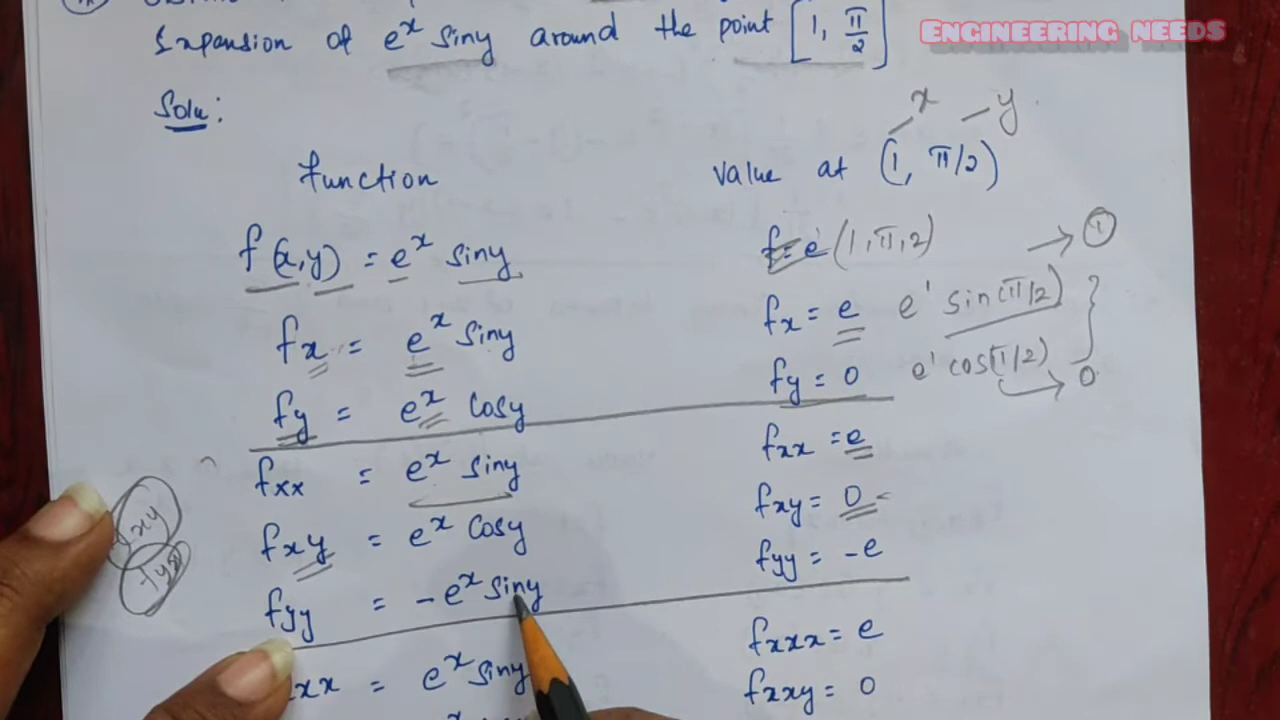 Expansion of e^x siny around the point [1, π/2]
ENGINEERING NEEDS
Solu:
x y
function
value at (1, π/2)
f(x,y) = e^x siny
f = e (1, π, 2) → ①
fx = e^x siny
fx = e e' sin(π/2)
fy = e^x Cosy
fy = 0 e' cos(π/2) → 0
fxx = e^x siny
fxx = e
fxy = e^x Cosy
fxy = 0
fyy = - e^x siny
fyy = - e
xy
fyx
xx = e^x siny
fxxx = e
fxxy = 0